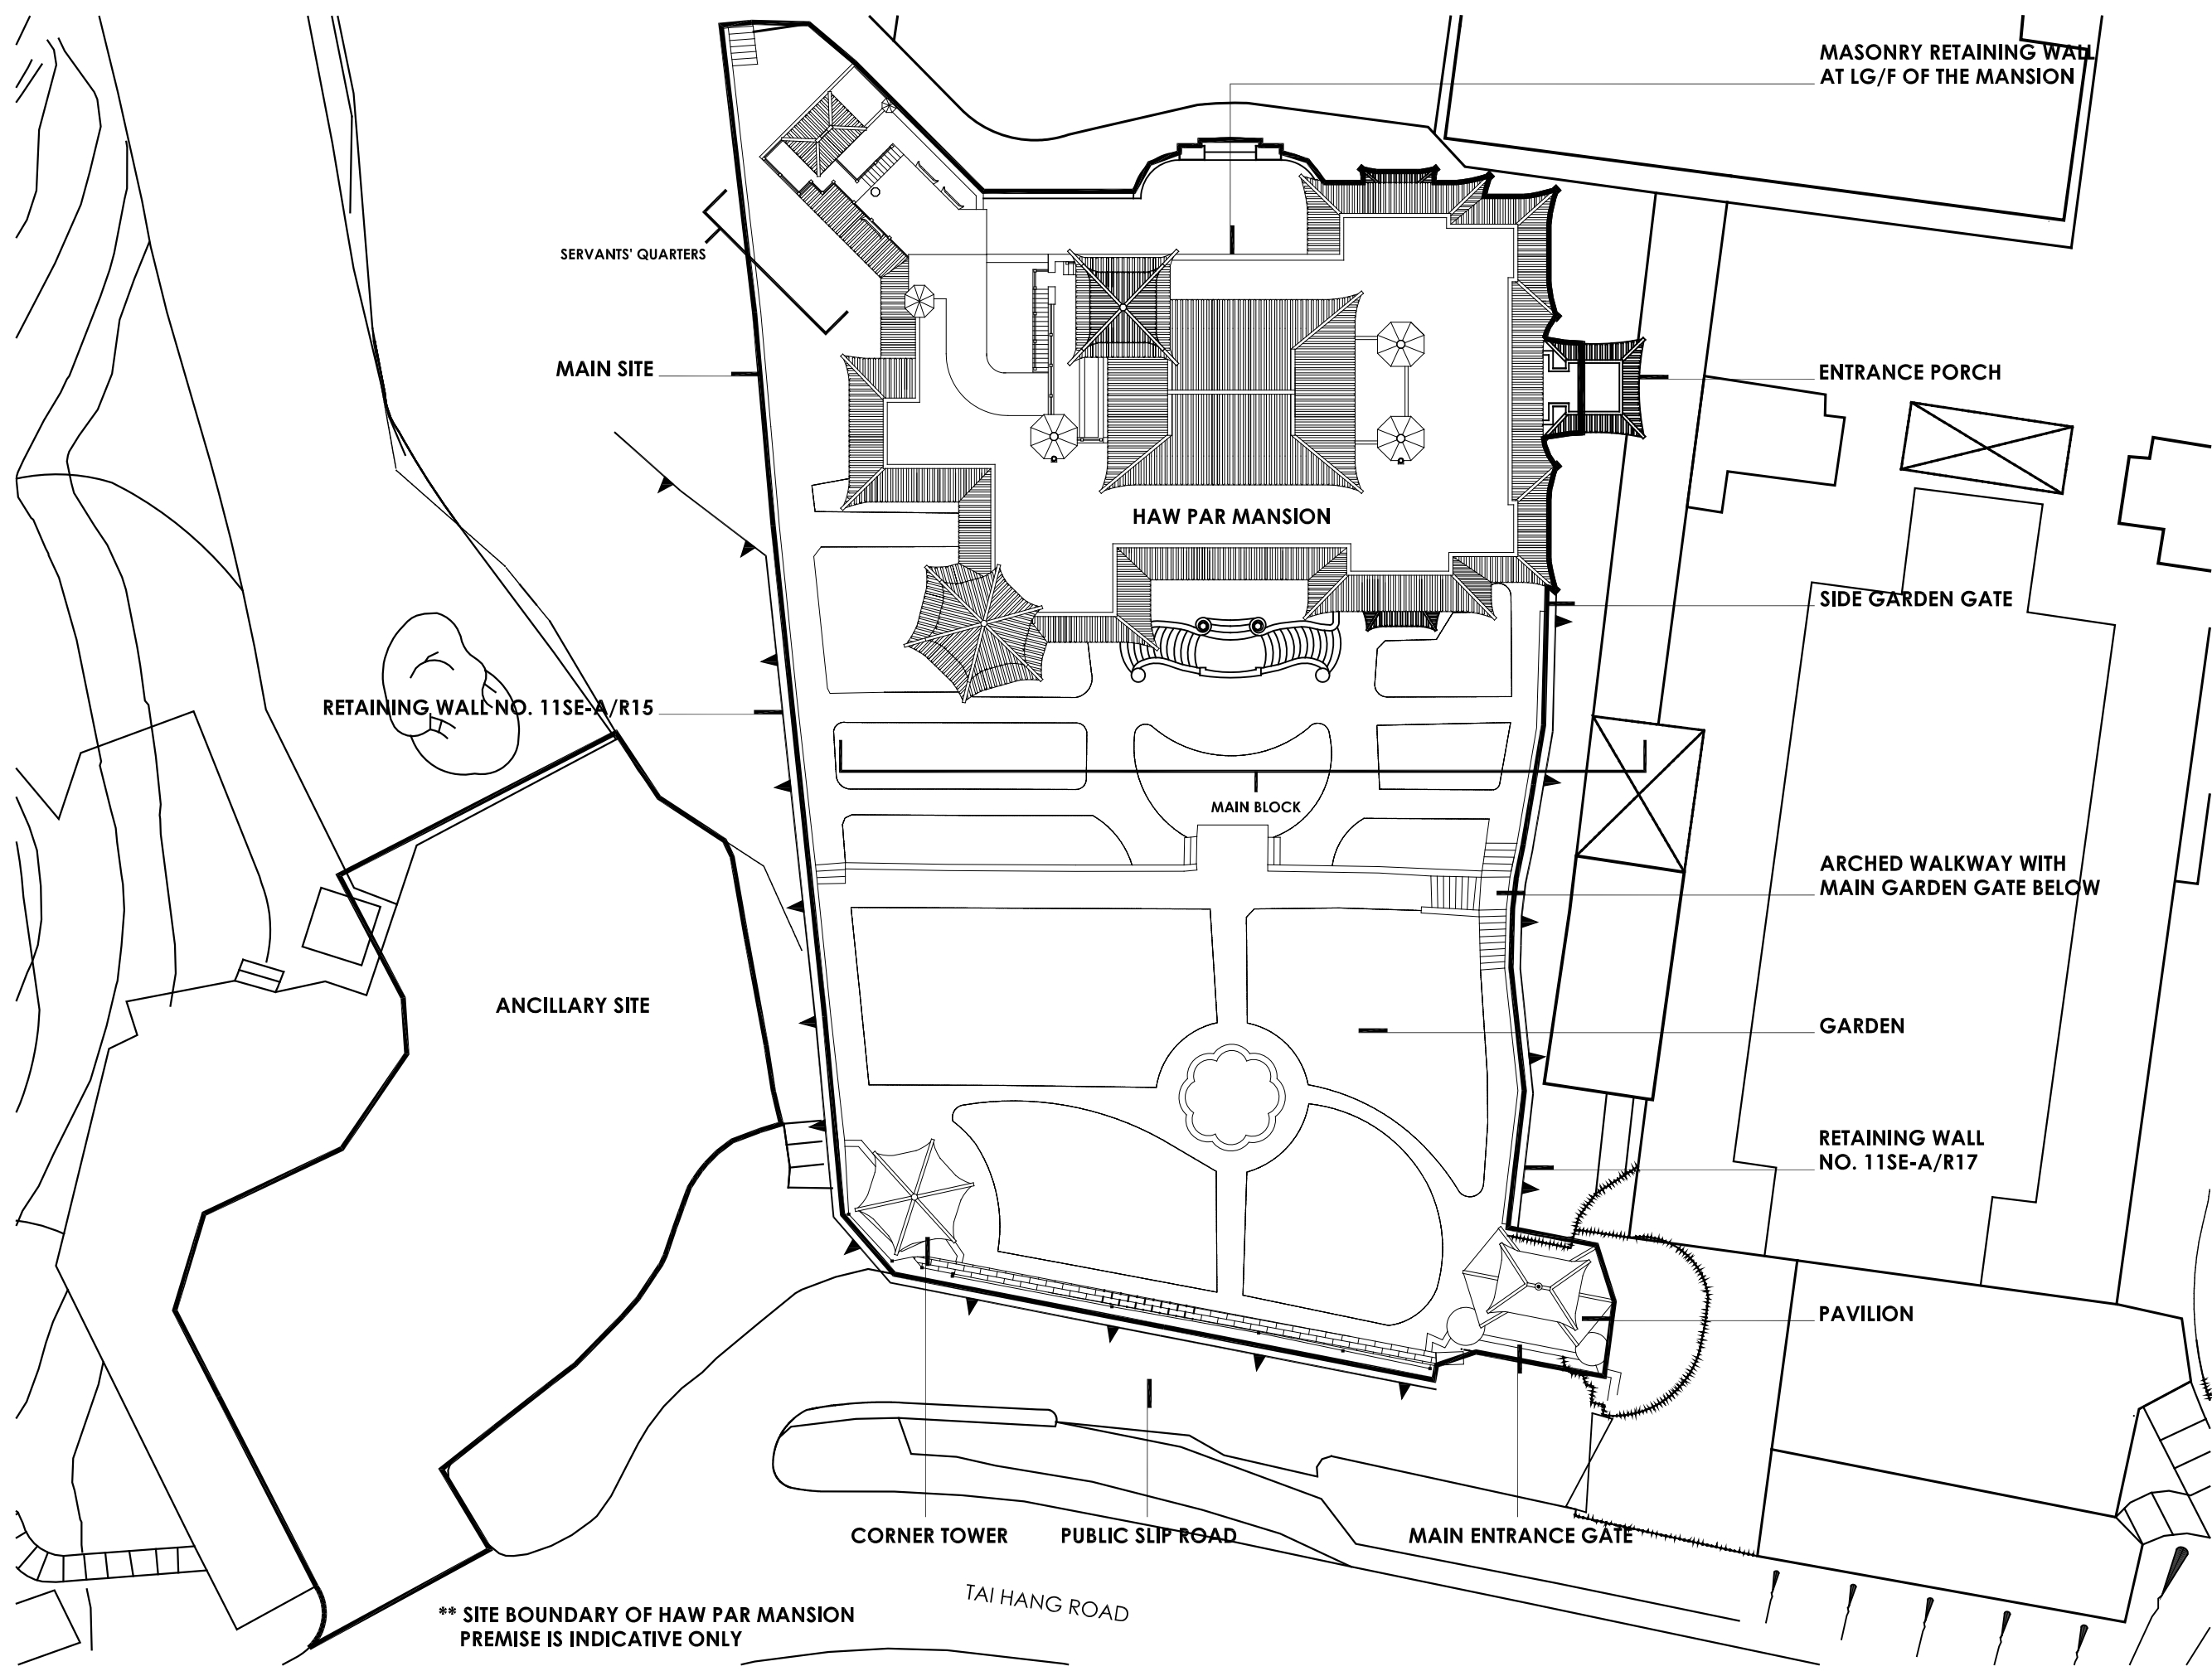 MASONRY RETAINING WALL
AT LG/F OF THE MANSION
SERVANTS' QUARTERS
MAIN SITE
ENTRANCE PORCH
HAW PAR MANSION
SIDE GARDEN GATE
RETAINING WALL NO. 11SE-A/R15
MAIN BLOCK
ARCHED WALKWAY WITH
MAIN GARDEN GATE BELOW
ANCILLARY SITE
GARDEN
RETAINING WALL
NO. 11SE-A/R17
PAVILION
CORNER TOWER
PUBLIC SLIP ROAD
MAIN ENTRANCE GATE
TAI HANG ROAD
** SITE BOUNDARY OF HAW PAR MANSION
PREMISE IS INDICATIVE ONLY